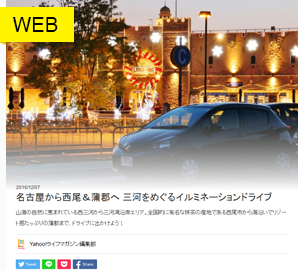 WEB
2016/12/07
名古屋から西尾＆蒲郡へ 三河をめぐるイルミネーションドライブ
山海の自然に恵まれている西三河から三河湾沿岸エリア。全国的に有名な抹茶の産地である西尾市から海沿いでリゾー
ト感たっぷりの蒲郡まで、ドライブに出かけよう！
Yahoo!ライフマガジン編集部
Tweet
Share